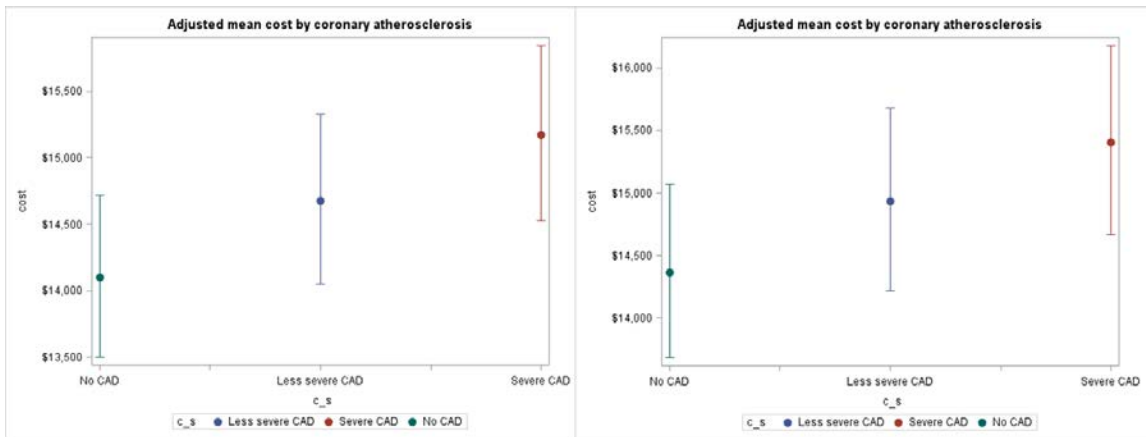 Adjusted mean cost by coronary atherosclerosis
$15,500
$15,000
$14,500
$14,000
$13,500
cost
No CAD
Less severe CAD
Severe CAD
c_s
c_s Less severe CAD Severe CAD No CAD
Adjusted mean cost by coronary atherosclerosis
$16,000
$15,500
$15,000
$14,500
$14,000
cost
No CAD
Less severe CAD
Severe CAD
c_s
c_s Less severe CAD Severe CAD No CAD